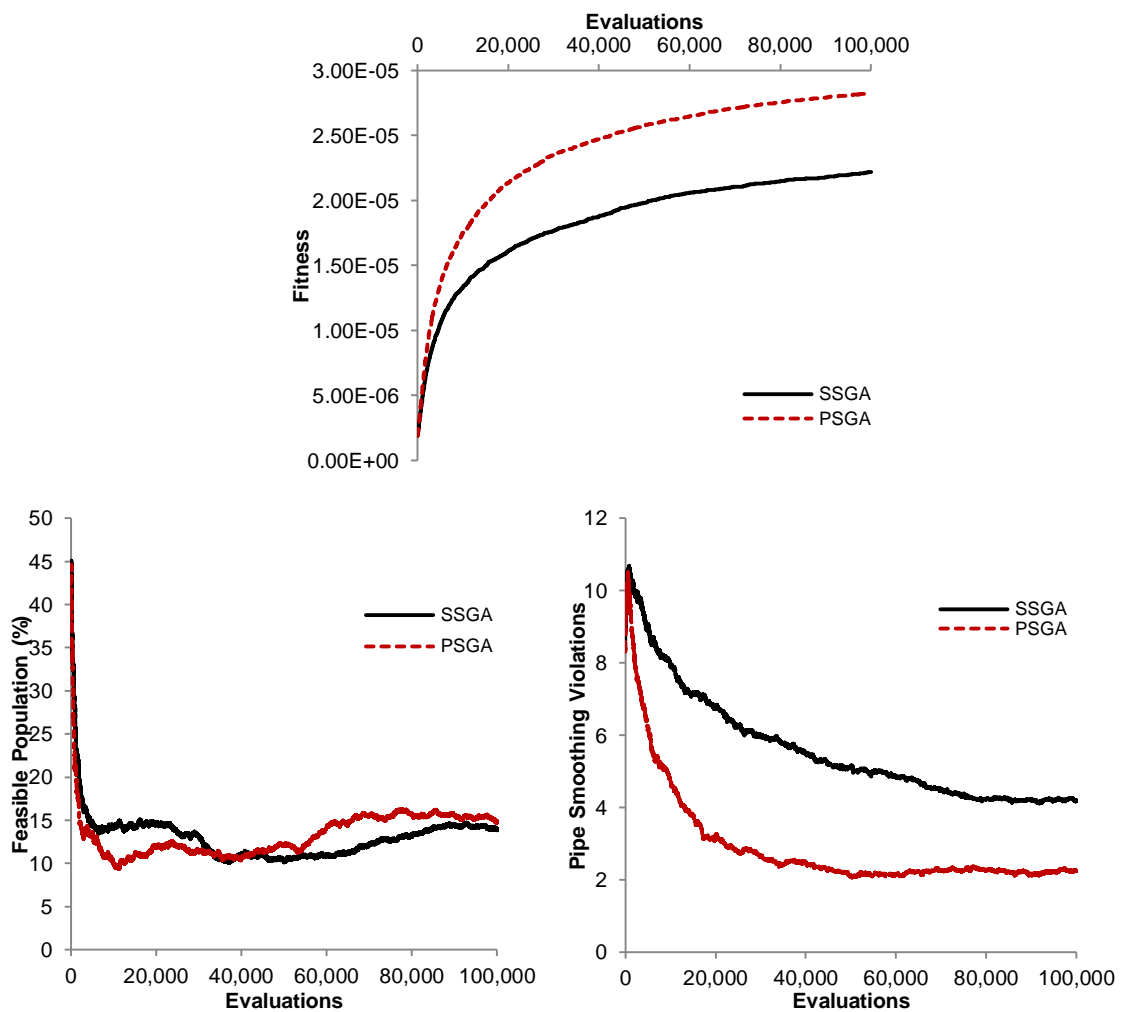 Evaluations
0 20,000 40,000 60,000 80,000 100,000
3.00E-05
2.50E-05
2.00E-05
1.50E-05
1.00E-05
5.00E-06
0.00E+00
Fitness
SSGA
PSGA
50
45
40
35
30
25
20
15
10
5
0
Feasible Population (%)
SSGA
PSGA
0 20,000 40,000 60,000 80,000 100,000
Evaluations
12
10
8
6
4
2
0
Pipe Smoothing Violations
SSGA
PSGA
0 20,000 40,000 60,000 80,000 100,000
Evaluations